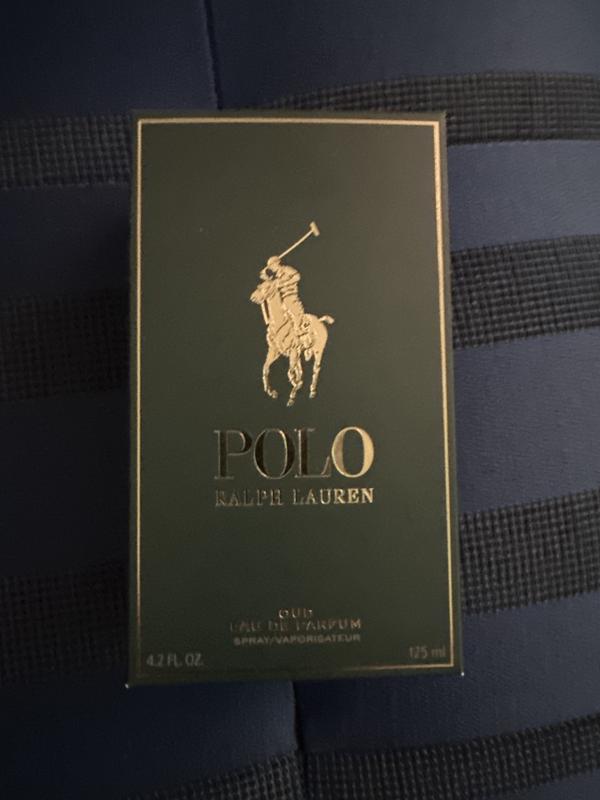 POLO
RALPH LAUREN
OUD
EAU DE PARFUM
SPRAY/VAPORISATEUR
4.2 FL. OZ. 125 ml